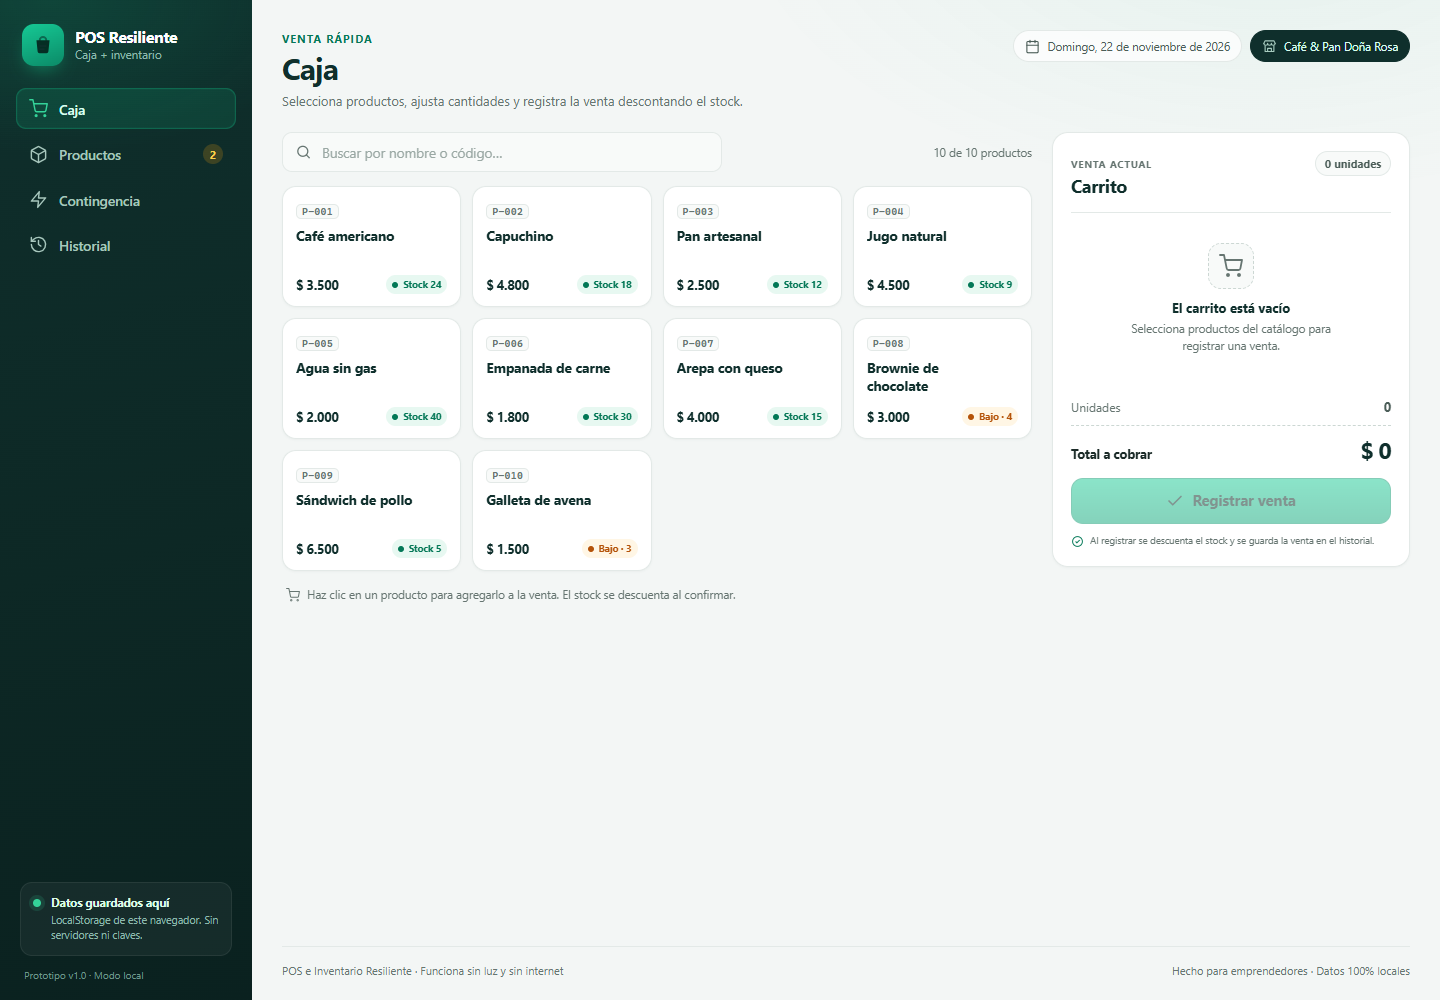 POS Resiliente
Caja + inventario
Caja
Productos 2
Contingencia
Historial
Datos guardados aquí
LocalStorage de este navegador. Sin
servidores ni claves.
Prototipo v1.0 · Modo local
VENTA RÁPIDA
Caja
Selecciona productos, ajusta cantidades y registra la venta descontando el stock.
Domingo, 22 de noviembre de 2026
Café & Pan Doña Rosa
Buscar por nombre o código...
10 de 10 productos
P-001
Café americano
$ 3.500 Stock 24
P-002
Capuchino
$ 4.800 Stock 18
P-003
Pan artesanal
$ 2.500 Stock 12
P-004
Jugo natural
$ 4.500 Stock 9
P-005
Agua sin gas
$ 2.000 Stock 40
P-006
Empanada de carne
$ 1.800 Stock 30
P-007
Arepa con queso
$ 4.000 Stock 15
P-008
Brownie de
chocolate
$ 3.000 Bajo · 4
P-009
Sándwich de pollo
$ 6.500 Stock 5
P-010
Galleta de avena
$ 1.500 Bajo · 3
Haz clic en un producto para agregarlo a la venta. El stock se descuenta al confirmar.
VENTA ACTUAL
Carrito
0 unidades
El carrito está vacío
Selecciona productos del catálogo para
registrar una venta.
Unidades 0
Total a cobrar $ 0
Registrar venta
Al registrar se descuenta el stock y se guarda la venta en el historial.
POS e Inventario Resiliente · Funciona sin luz y sin internet
Hecho para emprendedores · Datos 100% locales